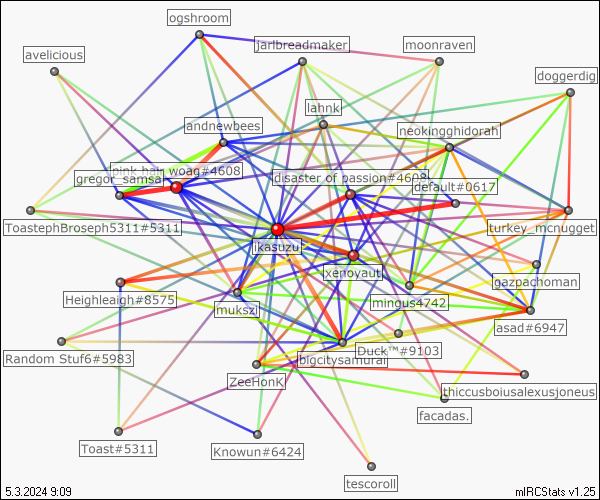 ogshroom
jarlbreadmaker
moonraven
avelicious
doggerdig
lahnk
andnewbees
neokingghidorah
pink hair woag#4608
gregor_samsa
disaster of passion#4608
default#0617
ToastephBroseph5311#5311
turkey_mcnugget
ikasuzu
xenoyautj
gazpachoman
Heighleaigh#8575
mukszi
mingus4742
asad#6947
Random Stuf6#5983
bigcitysamurai
Duck™#9103
ZeeHonK
thiccusboiusalexusjoneus
facadas.
Toast#5311
Knowun#6424
tescoroll
5.3.2024 9:09
mIRCStats v1.25